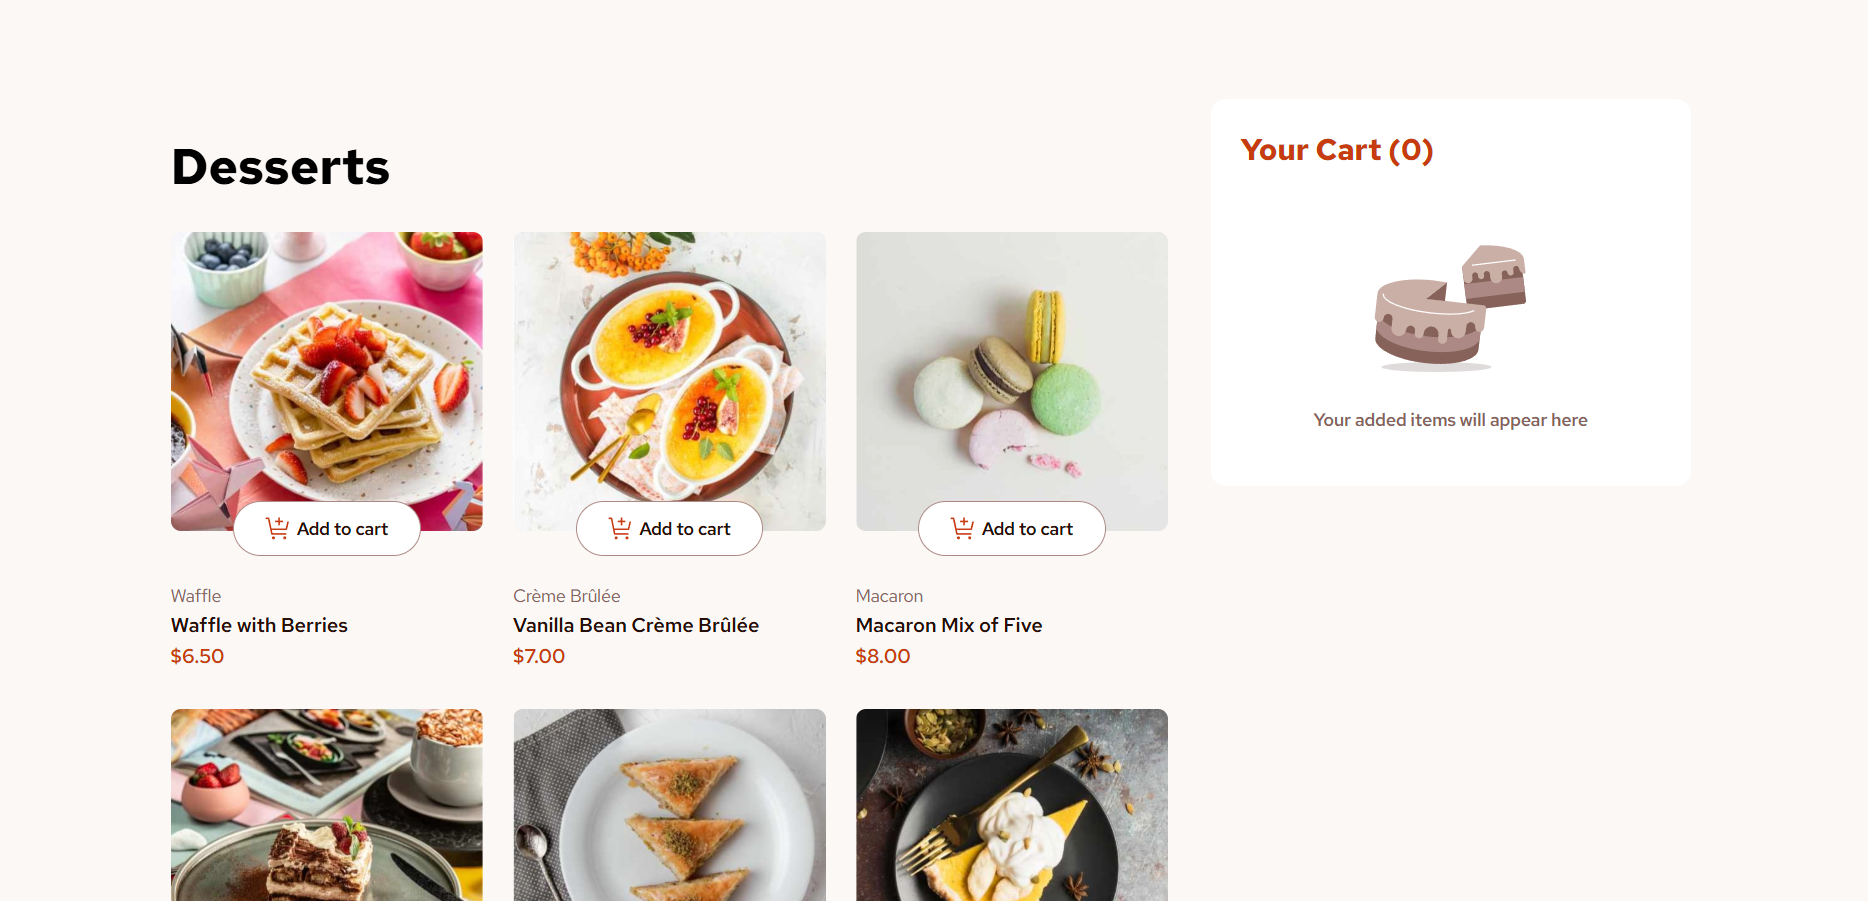 Desserts
Your Cart (0)
Your added items will appear here
Add to cart
Add to cart
Add to cart
Waffle
Waffle with Berries
$6.50
Crème Brûlée
Vanilla Bean Crème Brûlée
$7.00
Macaron
Macaron Mix of Five
$8.00